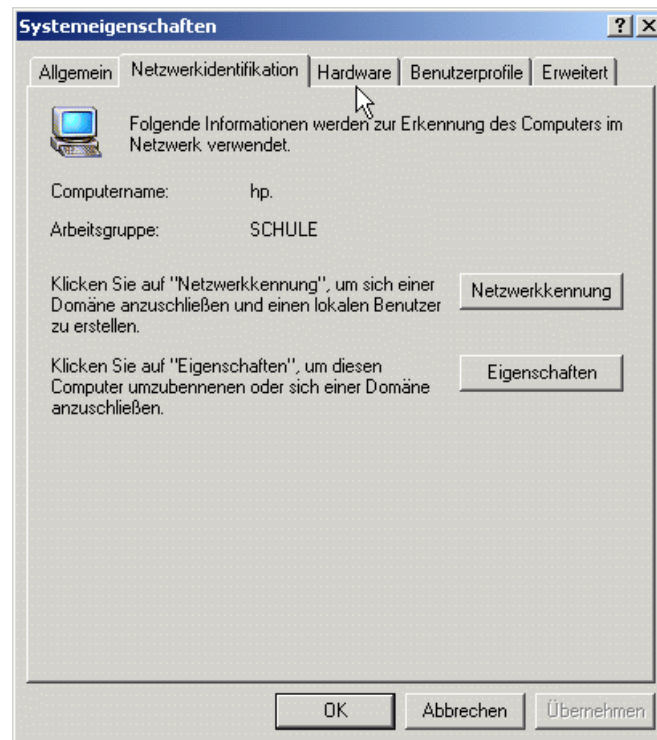 Systemeigenschaften
Allgemein Netzwerkidentifikation Hardware Benutzerprofile Erweitert
Folgende Informationen werden zur Erkennung des Computers im
Netzwerk verwendet.
Computername: hp.
Arbeitsgruppe: SCHULE
Klicken Sie auf "Netzwerkkennung", um sich einer
Domäne anzuschließen und einen lokalen Benutzer
zu erstellen.
Netzwerkkennung
Klicken Sie auf "Eigenschaften", um diesen
Computer umzubennenen oder sich einer Domäne
anzuschließen.
Eigenschaften
OK Abbrechen Übernehmen